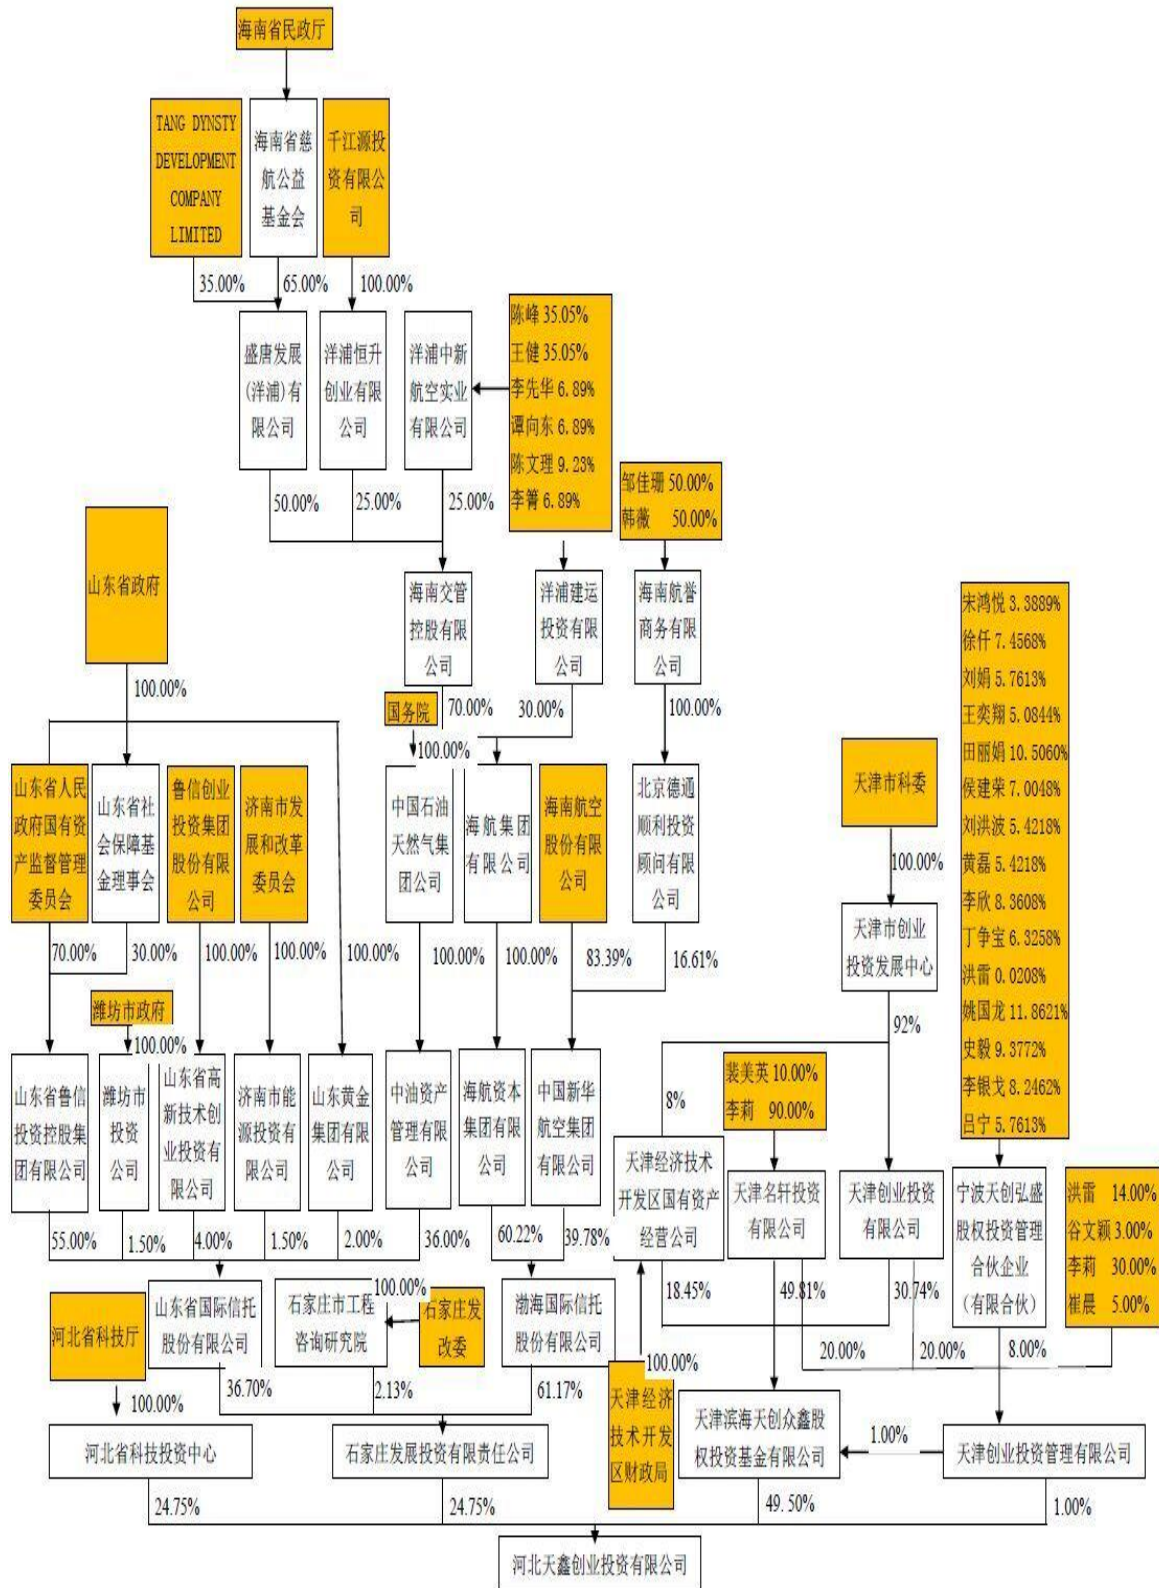 海南省民政厅
TANG DYNSTY
DEVELOPMENT
COMPANY
LIMITED
海南省慈
航公益
基金会
千江源投
资有限公
司
35.00%
65.00%
100.00%
盛唐发展
(洋浦)有
限公司
洋浦恒升
创业有限
公司
洋浦中新
航空实业
有限公司
陈峰 35.05%
王健 35.05%
李先华 6.89%
谭向东 6.89%
陈文理 9.23%
李箐 6.89%
50.00%
25.00%
25.00%
邹佳珊 50.00%
韩薇 50.00%
山东省政府
海南交管
控股有限
公司
洋浦建运
投资有限
公司
海南航誉
商务有限
公司
宋鸿悦 3.3889%
徐仟 7.4568%
刘娟 5.7613%
王奕翔 5.0844%
田丽娟 10.5060%
侯建荣 7.0048%
刘洪波 5.4218%
黄磊 5.4218%
李欣 8.3608%
丁争宝 6.3258%
洪雷 0.0208%
姚国龙 11.8621%
史毅 9.3772%
李银戈 8.2462%
吕宁 5.7613%
100.00%
国务院
70.00%
30.00%
100.00%
100.00%
山东省人民
政府国有资
产监督管理
委员会
山东省社
会保障基
金理事会
鲁信创业
投资集团
股份有限
公司
济南市发
展和改革
委员会
中国石油
天然气集
团公司
海航集团
有限公司
海南航空
股份有限
公司
北京德通
顺利投资
顾问有限
公司
天津市科委
100.00%
天津市创业
投资发展中心
70.00%
30.00%
100.00%
100.00%
100.00%
100.00%
100.00%
83.39%
16.61%
92%
8%
潍坊市政府
100.00%
山东省鲁信
投资控股集
团有限公司
潍坊市
投资
公司
山东省高
新技术创
业投资有
限公司
济南市能
源投资有
限公司
山东黄金
集团有限
公司
中油资产
管理有限
公司
海航资本
集团有限
公司
中国新华
航空集团
有限公司
裴美英 10.00%
李莉 90.00%
天津经济技术
开发区国有资产
经营公司
天津名轩投资
有限公司
天津创业投资
有限公司
宁波天创弘盛
股权投资管理
合伙企业
（有限合伙）
洪雷 14.00%
谷文颖 3.00%
李莉 30.00%
崔晨 5.00%
55.00%
1.50%
4.00%
1.50%
2.00%
36.00%
60.22%
39.78%
18.45%
49.81%
30.74%
河北省科技厅
山东省国际信托
股份有限公司
石家庄市工程
咨询研究院
100.00%
石家庄发
改委
渤海国际信托
股份有限公司
100.00%
20.00%
20.00%
8.00%
100.00%
36.70%
2.13%
61.17%
天津经济
技术开发
区财政局
河北省科技投资中心
石家庄发展投资有限责任公司
天津滨海天创众鑫股
权投资基金有限公司
1.00%
天津创业投资管理有限公司
24.75%
24.75%
49.50%
1.00%
河北天鑫创业投资有限公司